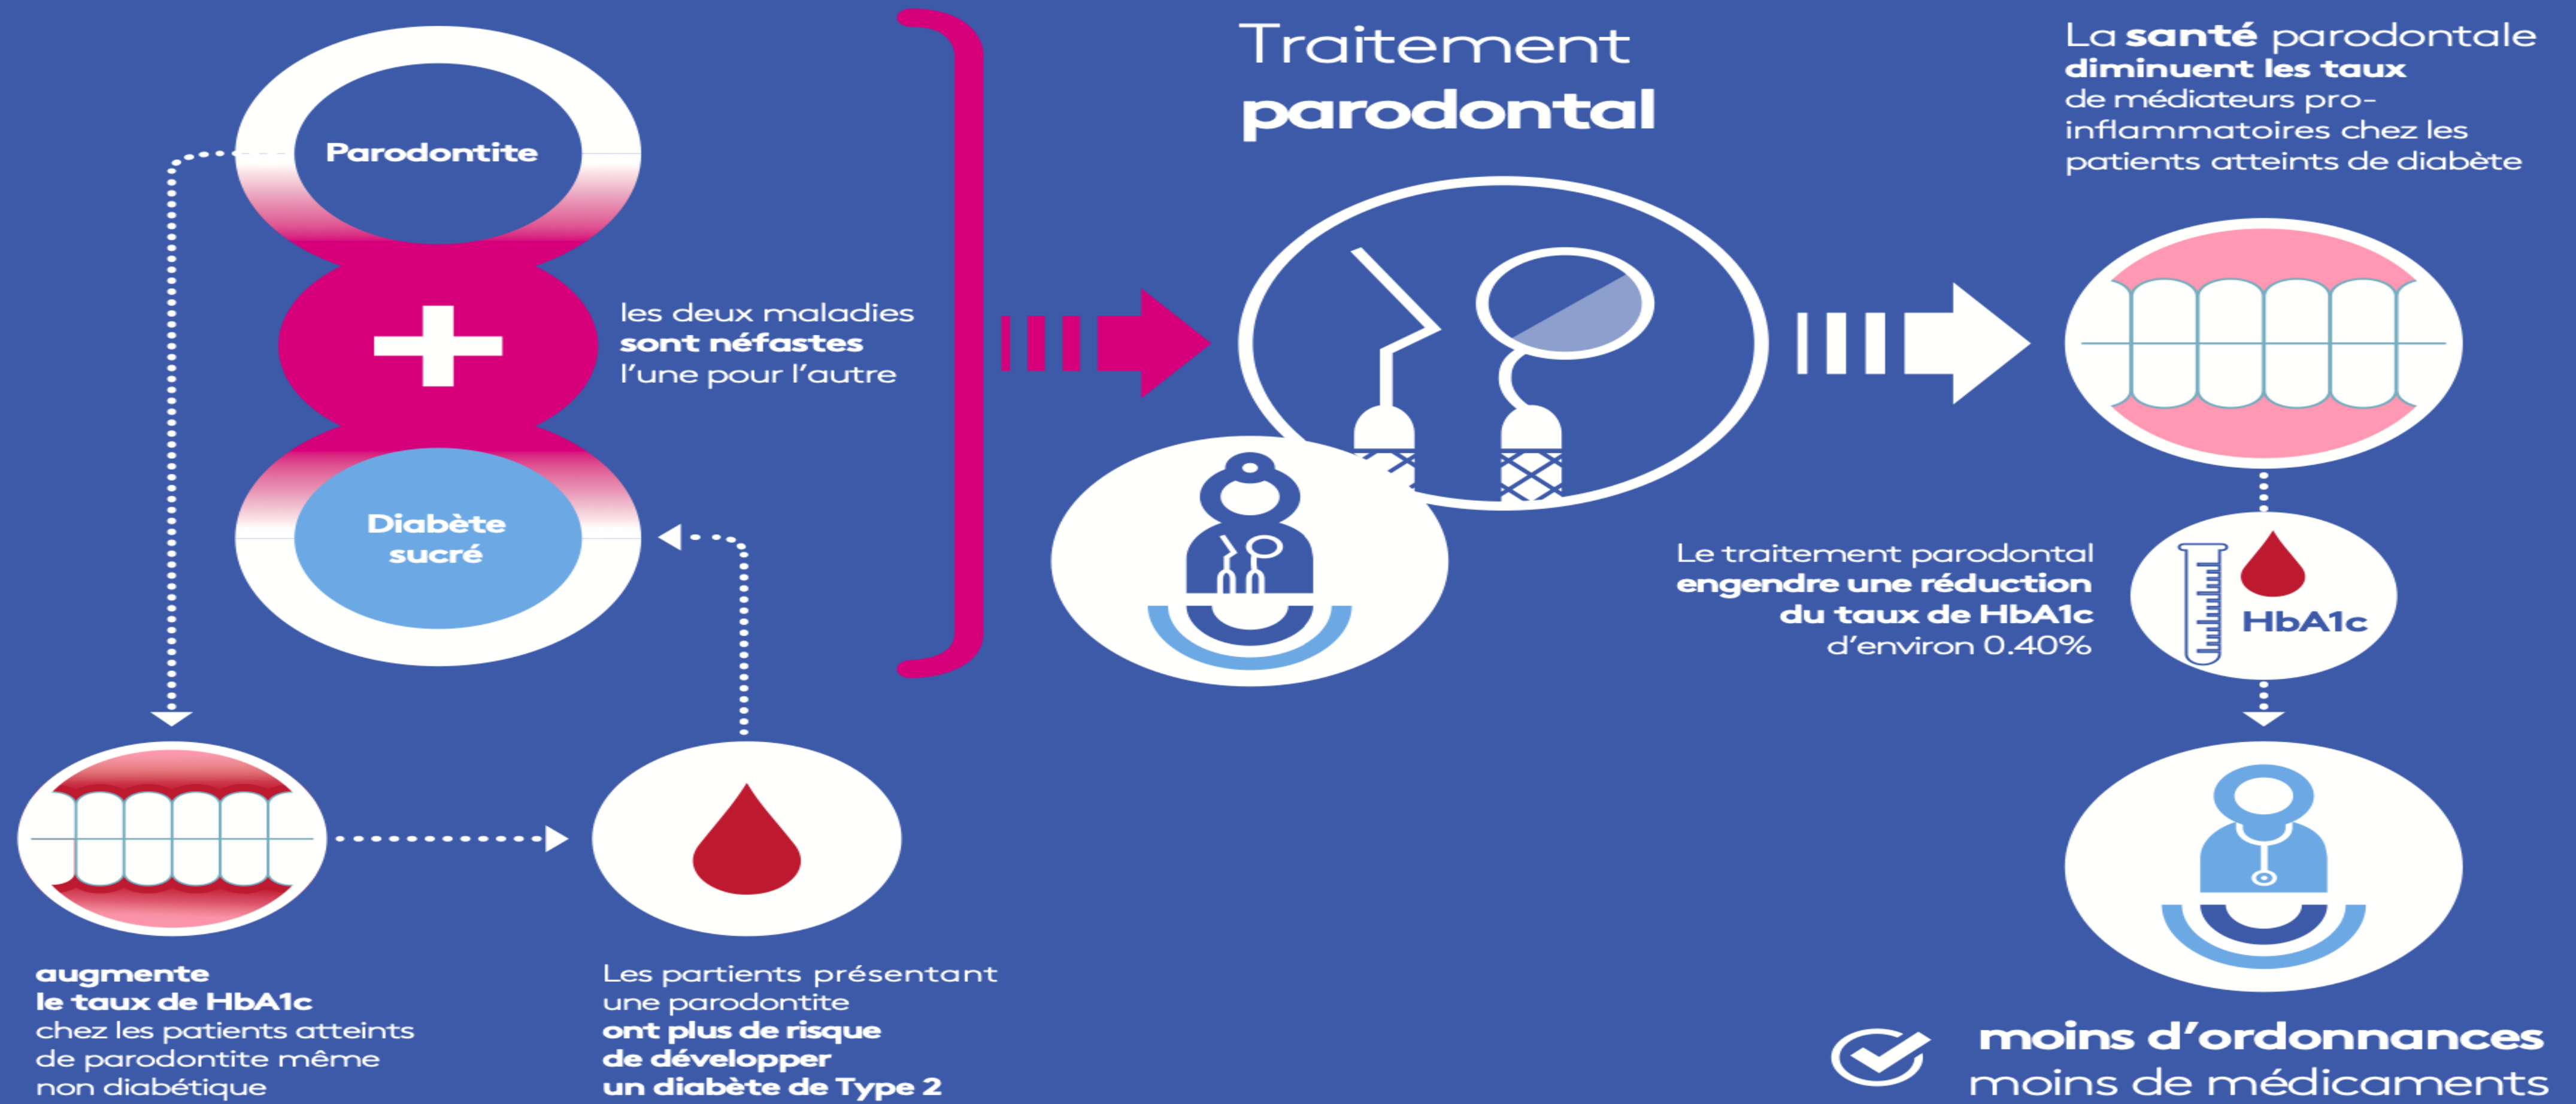 Parodontite
les deux maladies
sont néfastes
l'une pour l'autre
Diabète
sucré
augmente
le taux de HbA1c
chez les patients atteints
de parodontite même
non diabétique
Les partients présentant
une parodontite
ont plus de risque
de développer
un diabète de Type 2
Traitement
parodontal
La santé parodontale
diminuent les taux
de médiateurs pro-
inflammatoires chez les
patients atteints de diabète
Le traitement parodontal
engendre une réduction
du taux de HbA1c
d'environ 0.40%
HbA1c
moins d'ordonnances
moins de médicaments